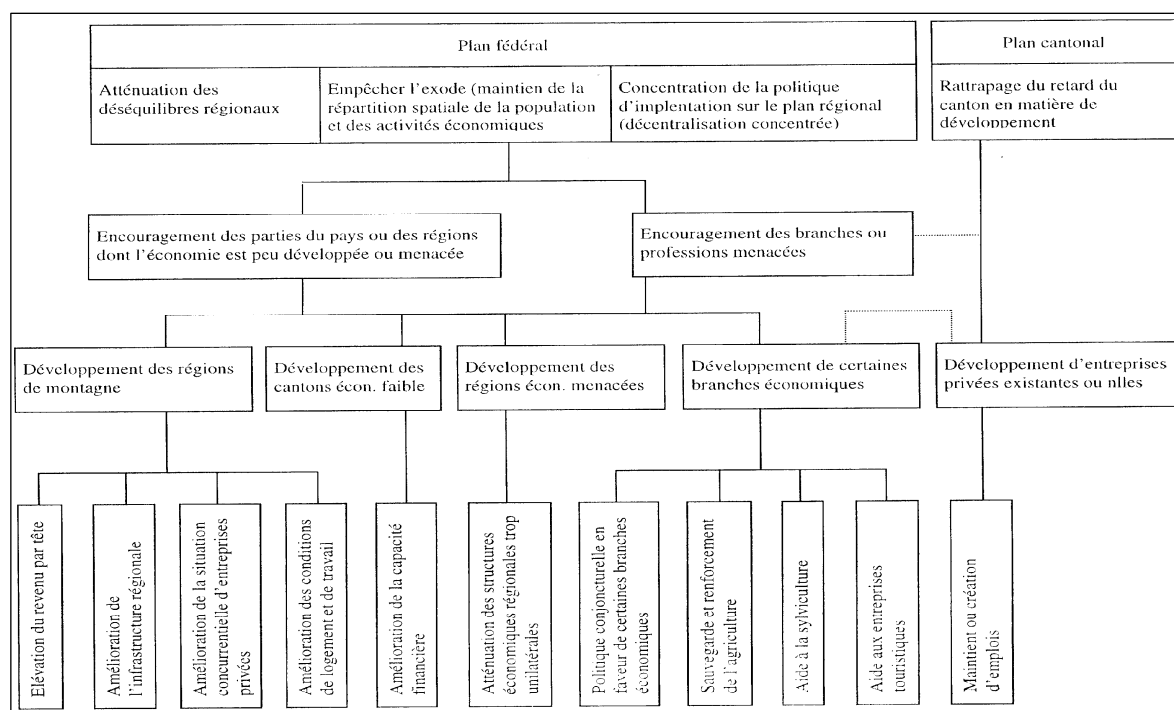 Plan fédéral
Plan cantonal
Atténuation des
déséquilibres régionaux
Empêcher l'exode (maintien de la
répartition spatiale de la population
et des activités économiques
Concentration de la politique
d'implentation sur le plan régional
(décentralisation concentrée)
Rattrapage du retard du
canton en matière de
développement
Encouragement des parties du pays ou des régions
dont l'économie est peu développée ou menacée
Encouragement des branches ou
professions menacées
Développement des régions
de montagne
Développement des
cantons écon. faible
Développement des
régions écon. menacées
Développement de certaines
branches économiques
Développement d'entreprises
privées existantes ou nlles
Elévation du revenu par tête
Amélioration de
l'infrastructure régionale
Amélioration de la situation
concurrentielle d'entreprises
privées
Amélioration des conditions
de logement et de travail
Amélioration de la capacité
financière
Atténuation des structures
économiques régionales trop
unilatérales
Politique conjoncturelle en
faveur de certaines branches
économiques
Sauvegarde et renforcement
de l'agriculture
Aide à la sylviculture
Aide aux entreprises
touristiques
Maintient ou création
d'emplois